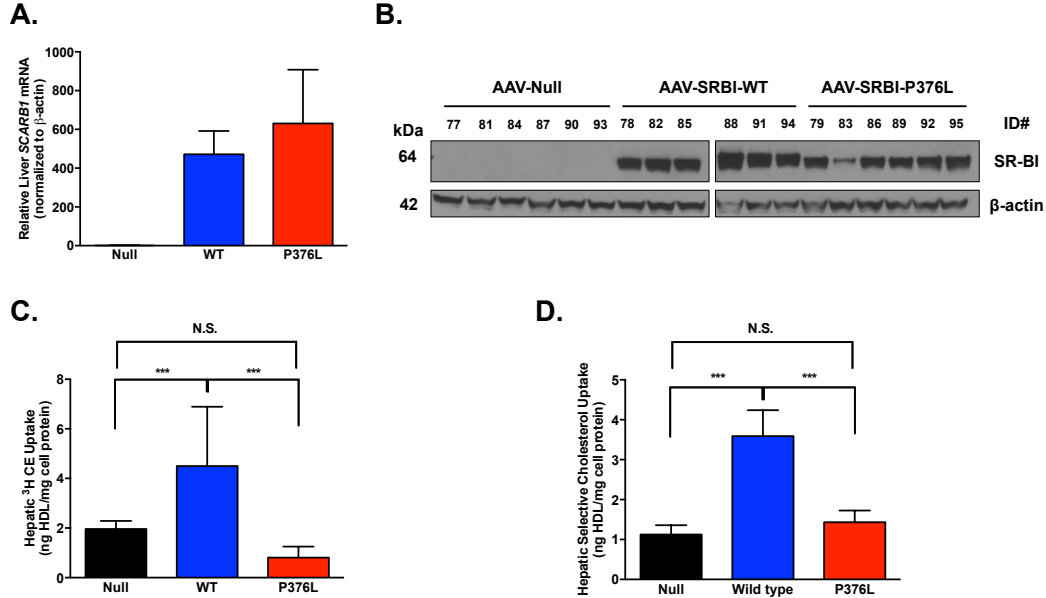 A.
Relative Liver SCARB1 mRNA
(normalized to β-actin)
1000
800
600
400
200
0
Null WT P376L
B.
AAV-Null AAV-SRBI-WT AAV-SRBI-P376L
kDa 77 81 84 87 90 93 78 82 85 88 91 94 79 83 86 89 92 95 ID#
64 SR-BI
42 β-actin
C.
N.S.
*** ***
Hepatic ³H CE Uptake
(ng HDL/mg cell protein)
8
6
4
2
0
Null WT P376L
D.
N.S.
*** ***
Hepatic Selective Cholesterol Uptake
(ng HDL/mg cell protein)
5
4
3
2
1
0
Null Wild type P376L